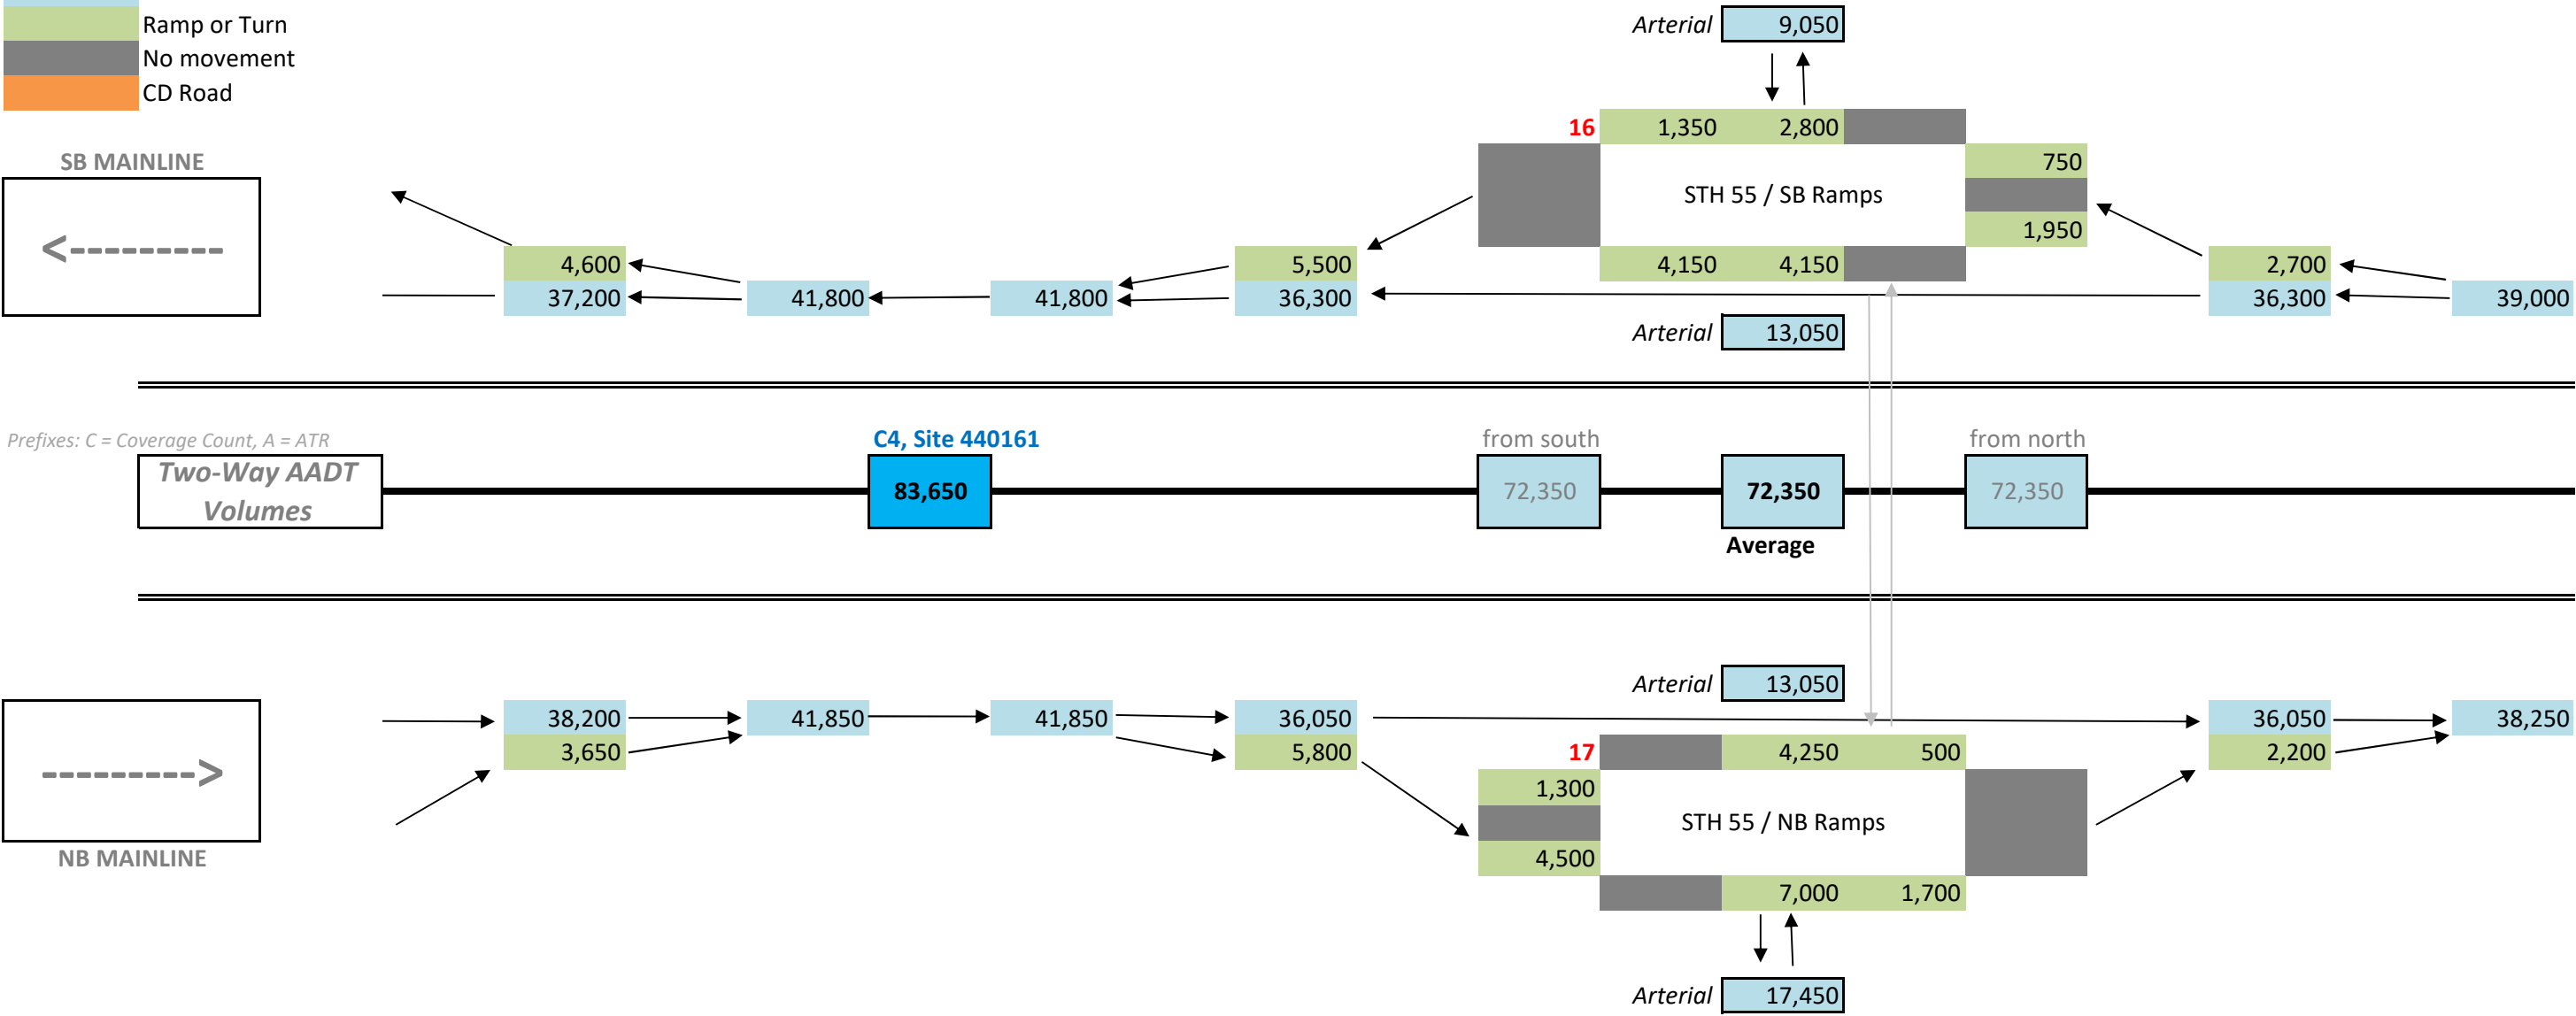 Ramp or Turn
No movement
CD Road
Arterial 9,050
16 1,350 2,800
SB MAINLINE
750
STH 55 / SB Ramps
<---------
1,950
4,600 5,500 4,150 4,150 2,700
37,200 41,800 41,800 36,300 36,300 39,000
Arterial 13,050
Prefixes: C = Coverage Count, A = ATR
C4, Site 440161 from south from north
Two-Way AADT
Volumes
83,650 72,350 72,350 72,350
Average
Arterial 13,050
38,200 41,850 41,850 36,050 36,050 38,250
3,650 5,800 17 4,250 500 2,200
--------->
1,300
STH 55 / NB Ramps
NB MAINLINE
4,500
7,000 1,700
Arterial 17,450